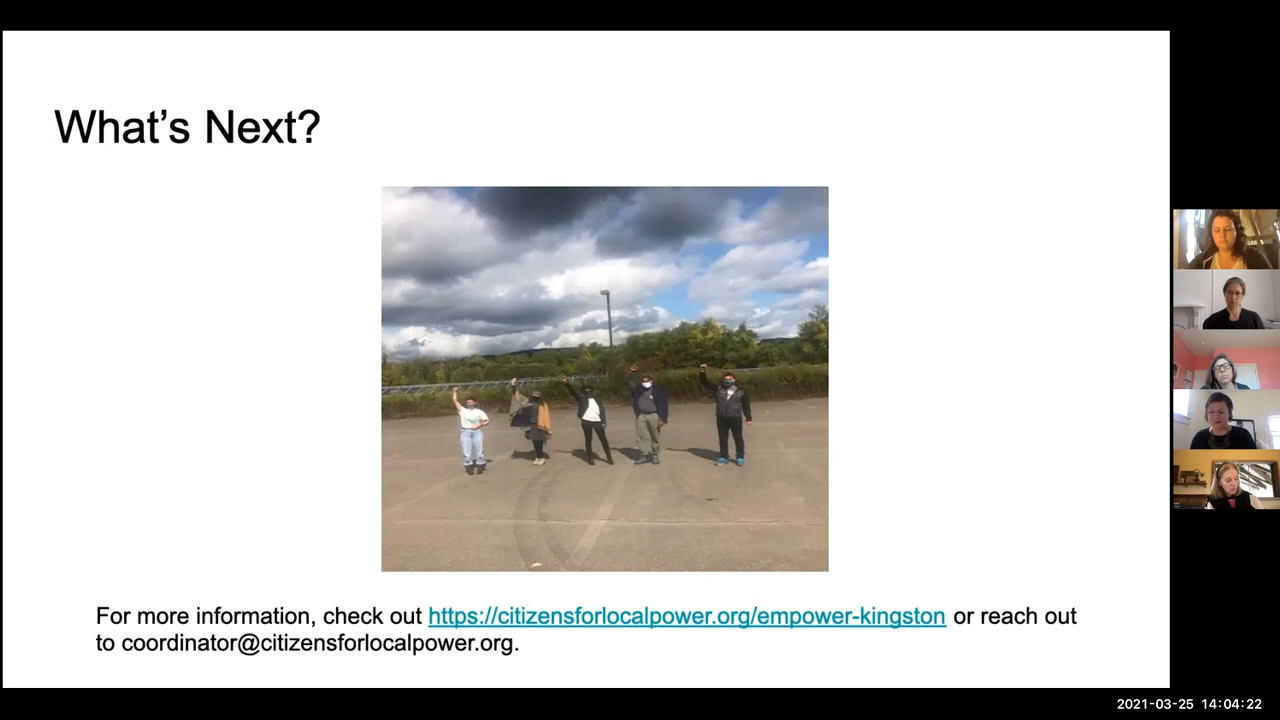 What's Next?
For more information, check out https://citizensforlocalpower.org/empower-kingston or reach out
to coordinator@citizensforlocalpower.org.
2021-03-25 14:04:22